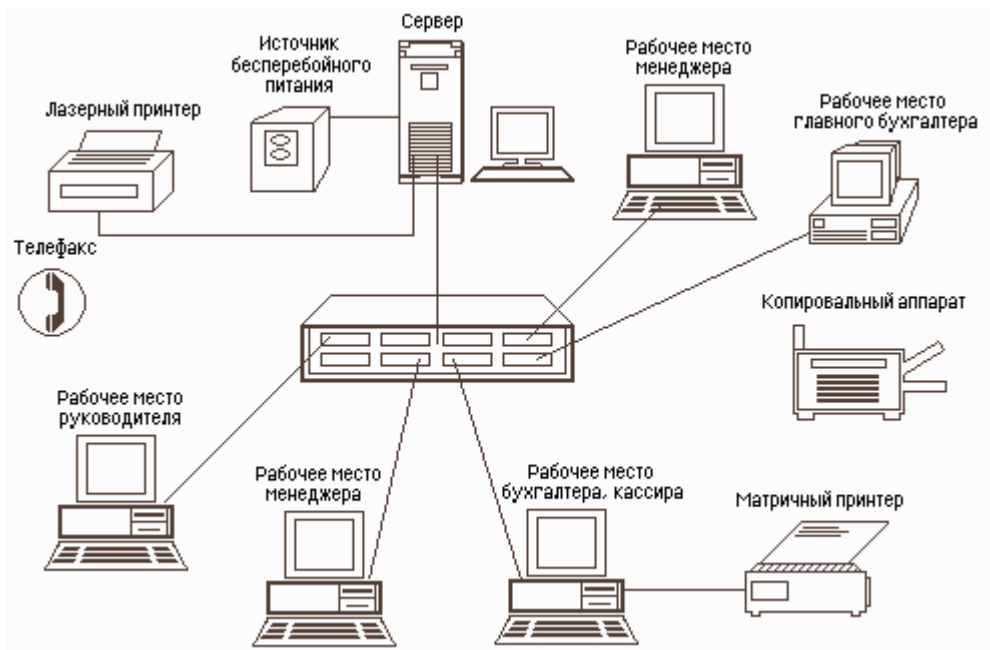 Сервер
Источник
бесперебойного
питания
Рабочее место
менеджера
Лазерный принтер
Рабочее место
главного бухгалтера
Телефакс
Копировальный аппарат
Рабочее место
руководителя
Рабочее место
менеджера
Рабочее место
бухгалтера, кассира
Матричный принтер